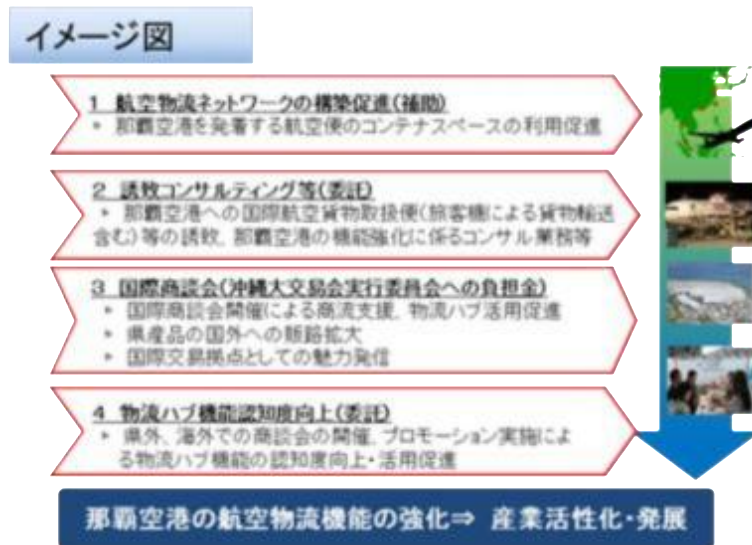 イメージ図
1 航空物流ネットワークの構築促進(補助)
• 那覇空港を発着する航空便のコンテナスペースの利用促進
2 誘致コンサルティング等(委託)
• 那覇空港への国際航空貨物取扱便(旅客機による貨物輸送
含む)等の誘致、那覇空港の機能強化に係るコンサル業務等
3 国際商談会(沖縄大交易会実行委員会への負担金)
• 国際商談会開催による商流支援、物流ハブ活用促進
• 県産品の国外への販路拡大
• 国際交易拠点としての魅力発信
4 物流ハブ機能認知度向上(委託)
• 県外、海外での商談会の開催、プロモーション実施によ
る物流ハブ機能の認知度向上・活用促進
那覇空港の航空物流機能の強化⇒ 産業活性化・発展